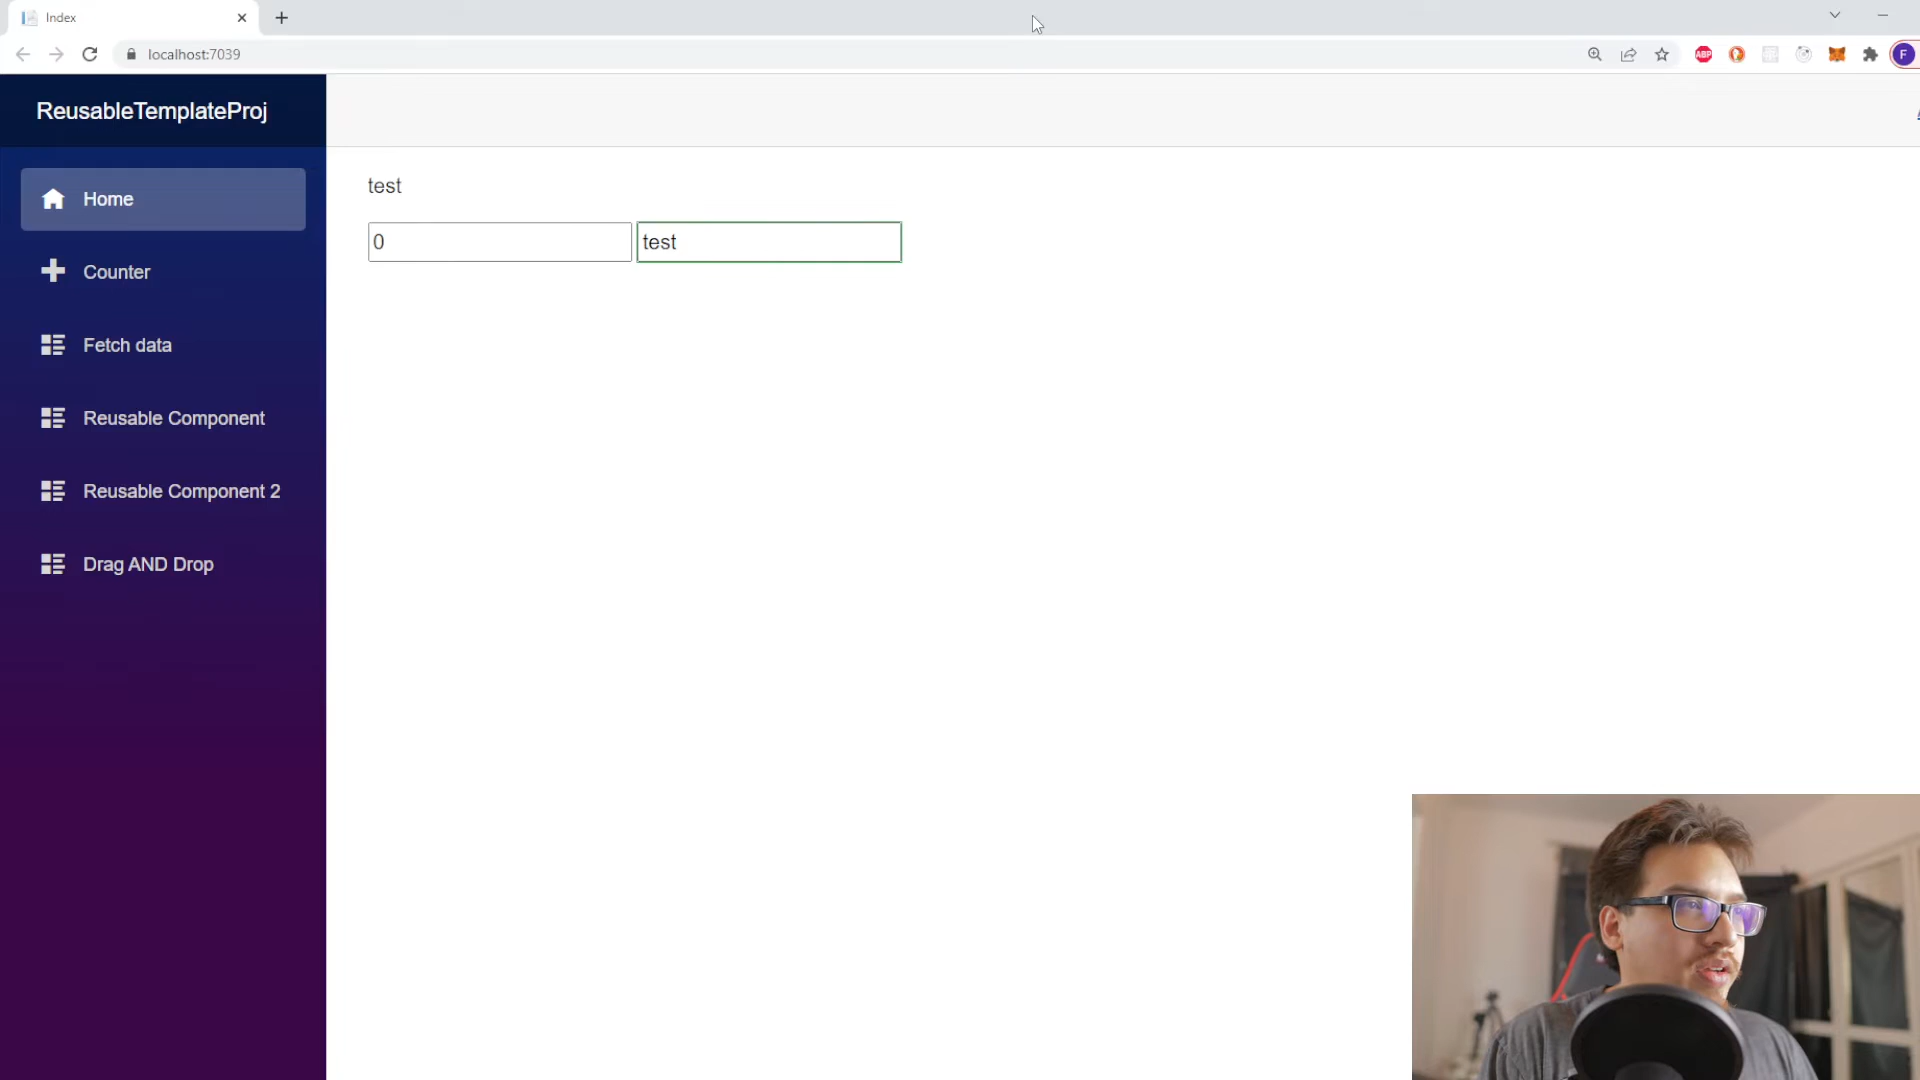 Index
localhost:7039
ABP
F
ReusableTemplateProj
Home
Counter
Fetch data
Reusable Component
Reusable Component 2
Drag AND Drop
test
0
test